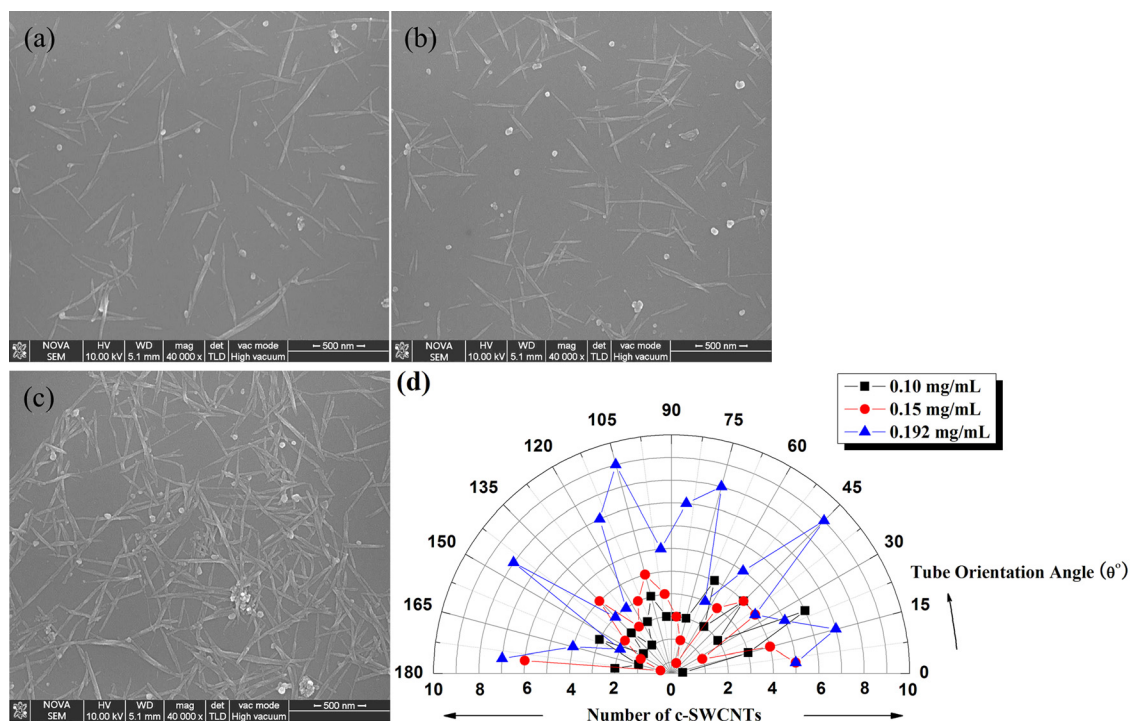 (a)
NOVA SEM HV 10.00 kV WD 5.1 mm mag 40 000 x det TLD vac mode High vacuum 500 nm
(b)
NOVA SEM HV 10.00 kV WD 5.1 mm mag 40 000 x det TLD vac mode High vacuum 500 nm
(c)
NOVA SEM HV 10.00 kV WD 5.1 mm mag 40 000 x det TLD vac mode High vacuum 500 nm
(d)
0.10 mg/mL
0.15 mg/mL
0.192 mg/mL
90
105 75
120 60
135 45
150 30
165 15
180 0
Tube Orientation Angle (θ°)
10 8 6 4 2 0 2 4 6 8 10
Number of c-SWCNTs